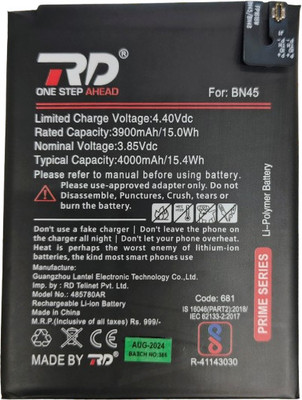 RD
ONE STEP AHEAD
For: BN45
Limited Charge Voltage:4.40Vdc
Rated Capacity:3900mAh/15.0Wh
Nominal Voltage:3.85Vdc
Typical Capacity:4000mAh/15.4Wh
Please refer to manual before using battery.
Please use approved-adapter only. Do not
Disassemble, Punctures, Crush, tears or
burn the battery.
Don't use a fake charger | Don't leave the phone on
the charger all night | Don't let your phone overheat.
Heat is perhaps the worst enemy of lithium-ion
batteries, the kind most smart phones use
Guangzhou Lantel Electronic Technology Co., Ltd.
Imp. by : RD Telinet Pvt. Ltd.
Model No.: 485780AR
Rechargeable Li-ion Battery
M.R.P.(Inclusive of all taxes) Rs. 999/-
MADE BY RD
AUG-2024
BATCH NO:385
Code: 681
IS 16046(PART2):2018/
IEC 62133-2:2017
R-41143030
Li–Polymer Battery
PRIME SERIES
BN45